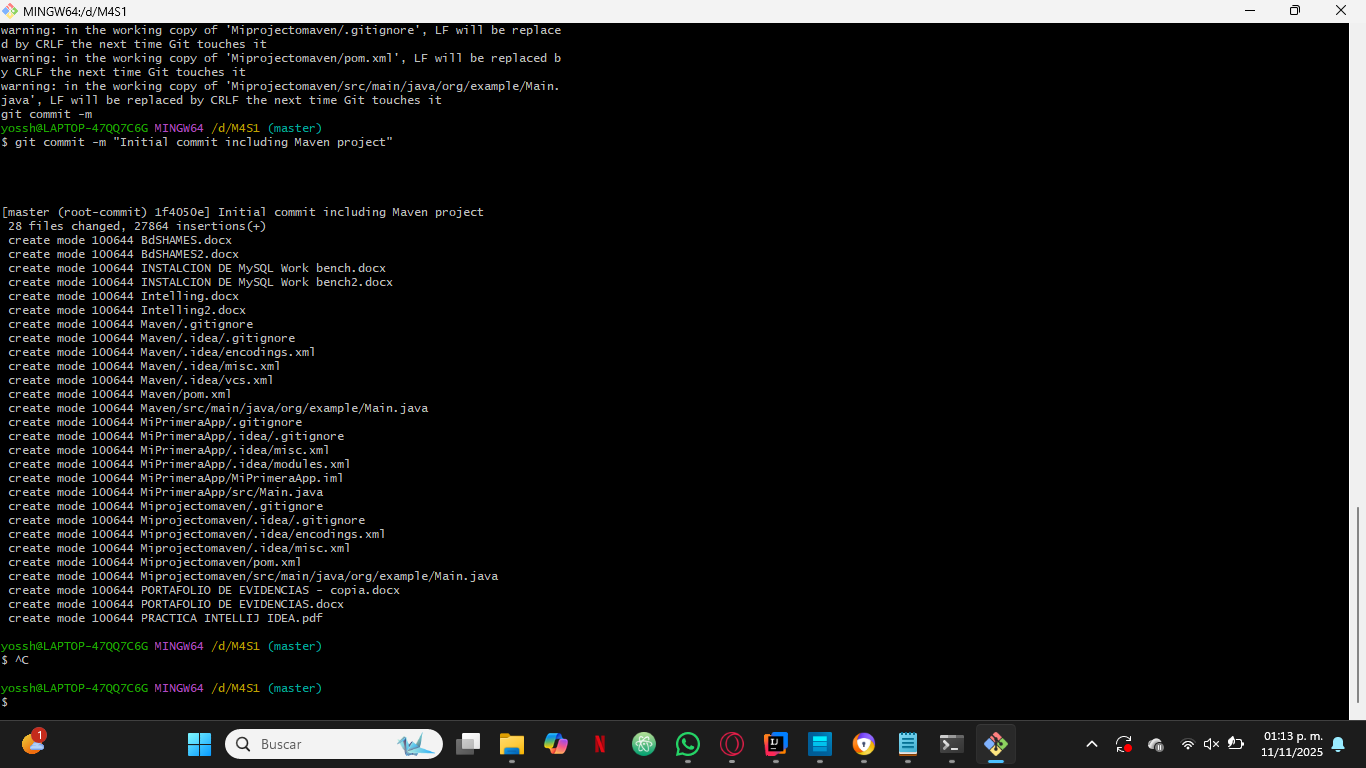 MINGW64:/d/M4S1
warning: in the working copy of 'Miprojectomaven/.gitignore', LF will be replace
d by CRLF the next time Git touches it
warning: in the working copy of 'Miprojectomaven/pom.xml', LF will be replaced b
y CRLF the next time Git touches it
warning: in the working copy of 'Miprojectomaven/src/main/java/org/example/Main.
java', LF will be replaced by CRLF the next time Git touches it
git commit -m
yossh@LAPTOP-47QQ7C6G MINGW64 /d/M4S1 (master)
$ git commit -m "Initial commit including Maven project"
[master (root-commit) 1f4050e] Initial commit including Maven project
28 files changed, 27864 insertions(+)
create mode 100644 BdSHAMES.docx
create mode 100644 BdSHAMES2.docx
create mode 100644 INSTALCION DE MySQL Work bench.docx
create mode 100644 INSTALCION DE MySQL Work bench2.docx
create mode 100644 Intelling.docx
create mode 100644 Intelling2.docx
create mode 100644 Maven/.gitignore
create mode 100644 Maven/.idea/.gitignore
create mode 100644 Maven/.idea/encodings.xml
create mode 100644 Maven/.idea/misc.xml
create mode 100644 Maven/.idea/vcs.xml
create mode 100644 Maven/pom.xml
create mode 100644 Maven/src/main/java/org/example/Main.java
create mode 100644 MiPrimeraApp/.gitignore
create mode 100644 MiPrimeraApp/.idea/.gitignore
create mode 100644 MiPrimeraApp/.idea/misc.xml
create mode 100644 MiPrimeraApp/.idea/modules.xml
create mode 100644 MiPrimeraApp/MiPrimeraApp.iml
create mode 100644 MiPrimeraApp/src/Main.java
create mode 100644 Miprojectomaven/.gitignore
create mode 100644 Miprojectomaven/.idea/.gitignore
create mode 100644 Miprojectomaven/.idea/encodings.xml
create mode 100644 Miprojectomaven/.idea/misc.xml
create mode 100644 Miprojectomaven/pom.xml
create mode 100644 Miprojectomaven/src/main/java/org/example/Main.java
create mode 100644 PORTAFOLIO DE EVIDENCIAS - copia.docx
create mode 100644 PORTAFOLIO DE EVIDENCIAS.docx
create mode 100644 PRACTICA INTELLIJ IDEA.pdf
yossh@LAPTOP-47QQ7C6G MINGW64 /d/M4S1 (master)
$ ^C
yossh@LAPTOP-47QQ7C6G MINGW64 /d/M4S1 (master)
$
1
Buscar
N
IJ
01:13 p. m.
11/11/2025